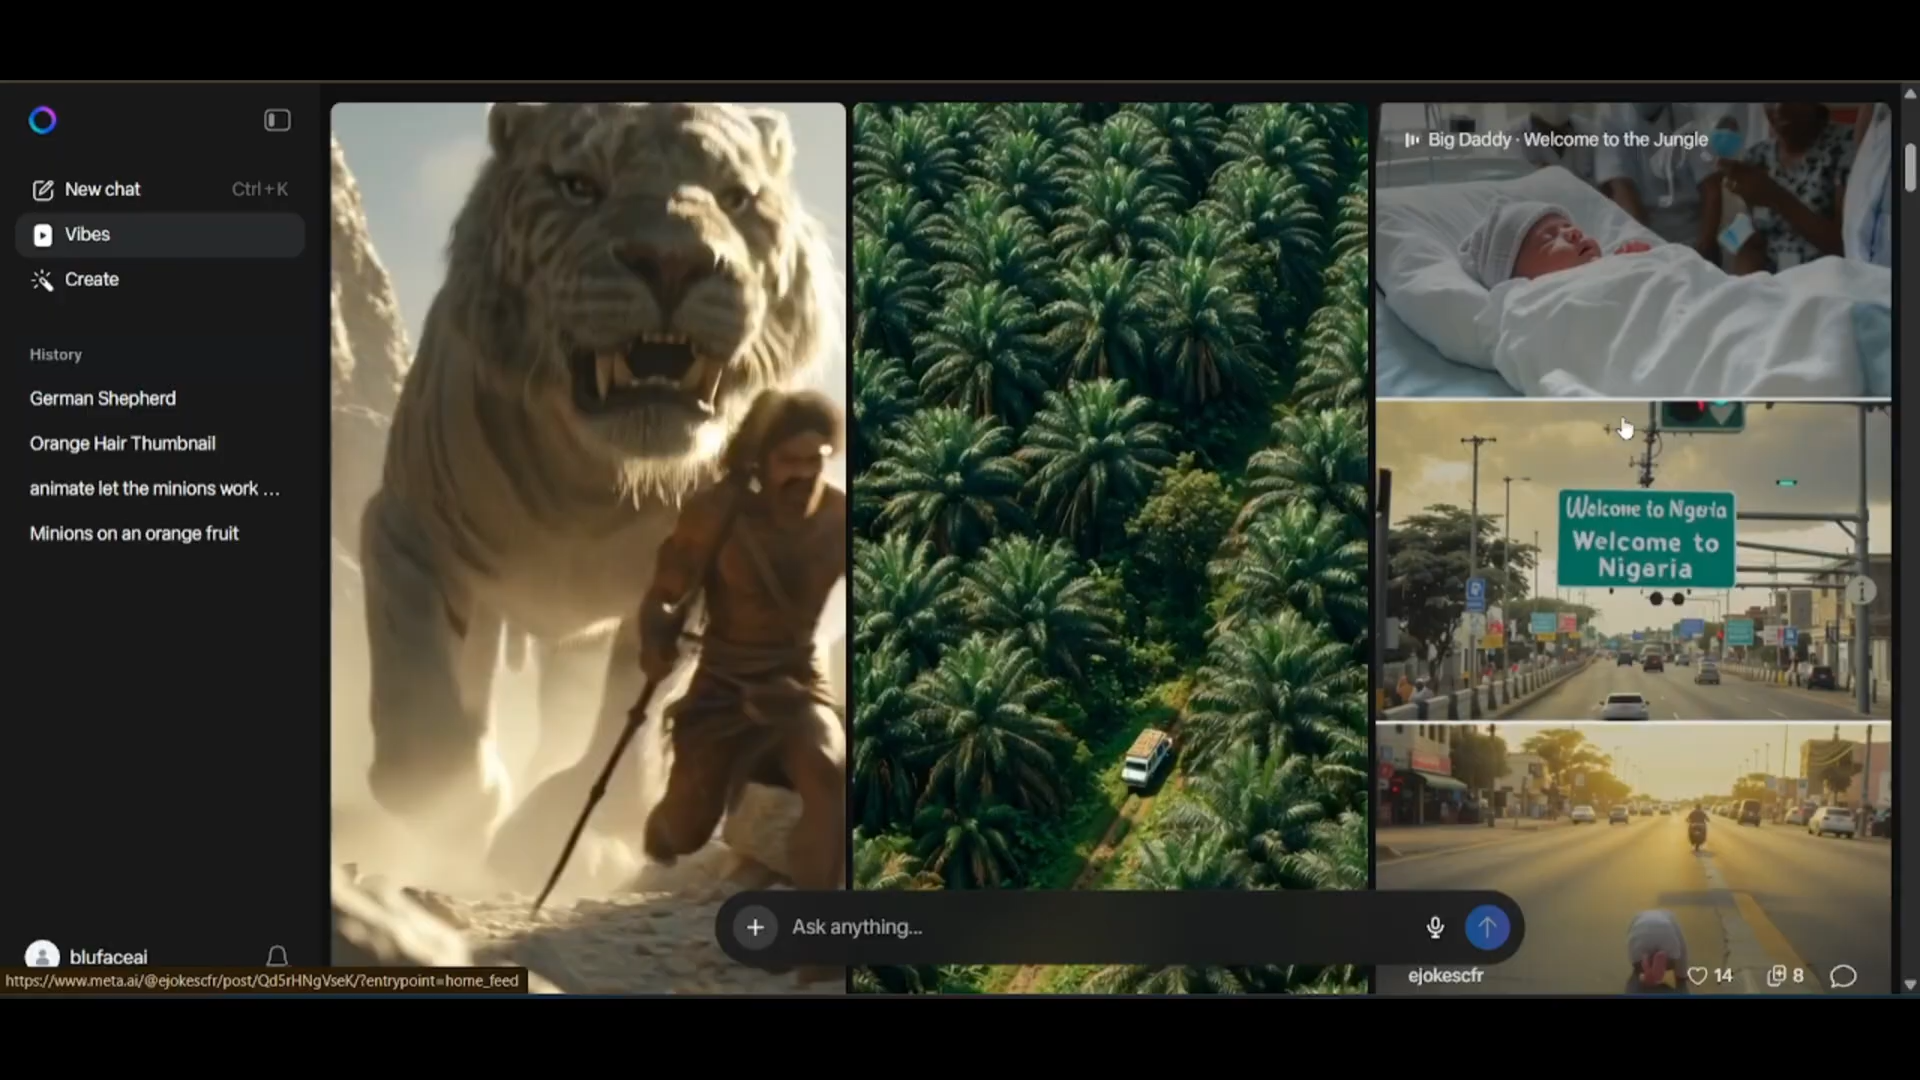 New chat
Ctrl+K
Vibes
Create
History
German Shepherd
Orange Hair Thumbnail
animate let the minions work ...
Minions on an orange fruit
blufaceai
https://www.meta.ai/@ejokescfr/post/Qd5rHNgVseK/?entrypoint=home_feed
Big Daddy · Welcome to the Jungle
Welcome to Ngeria
Welcome to
Nigeria
Ask anything...
ejokescfr
14
8